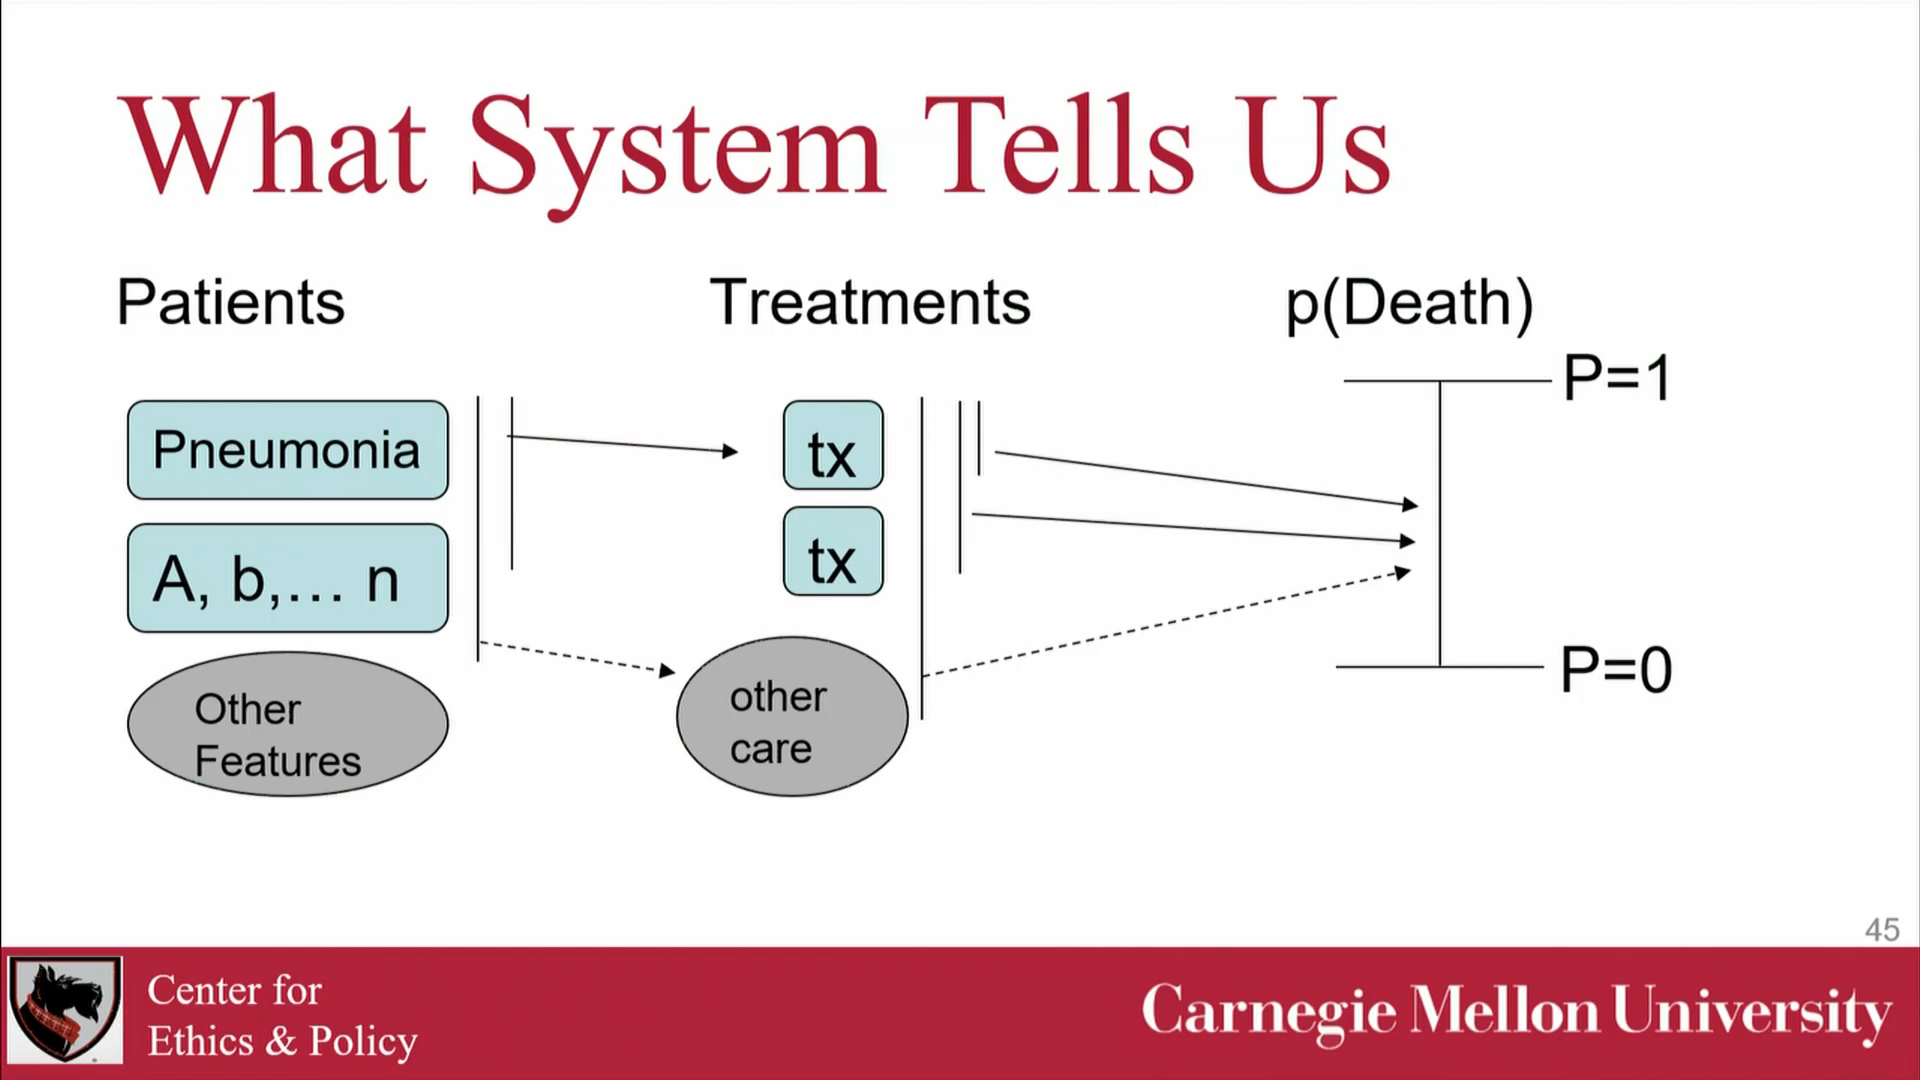 What System Tells Us
Patients
Treatments
p(Death)
P=1
Pneumonia
tx
A, b,... n
tx
Other
Features
other
care
P=0
45
Center for
Ethics & Policy
Carnegie Mellon University